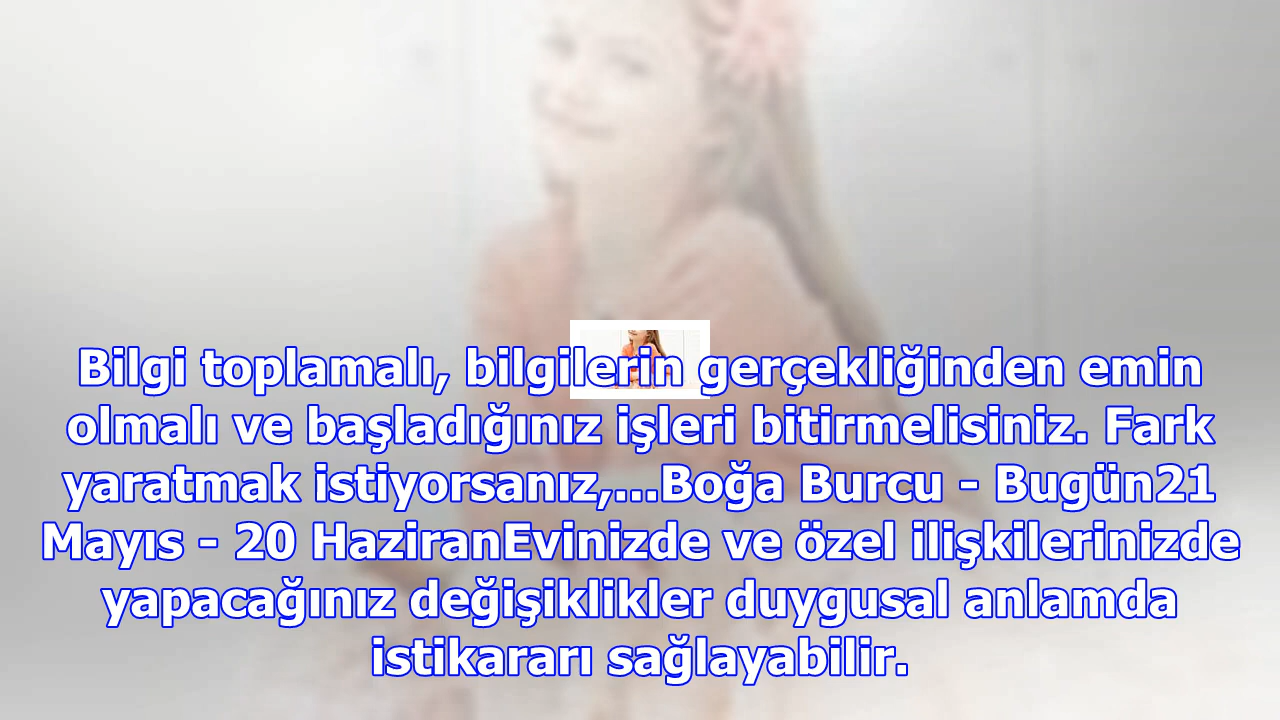 Bilgi toplamalı, bilgilerin gerçekliğinden emin
olmalı ve başladığınız işleri bitirmelisiniz. Fark
yaratmak istiyorsanız,...Boğa Burcu - Bugün21
Mayıs - 20 HaziranEvinizde ve özel ilişkilerinizde
yapacağınız değişiklikler duygusal anlamda
istikararı sağlayabilir.